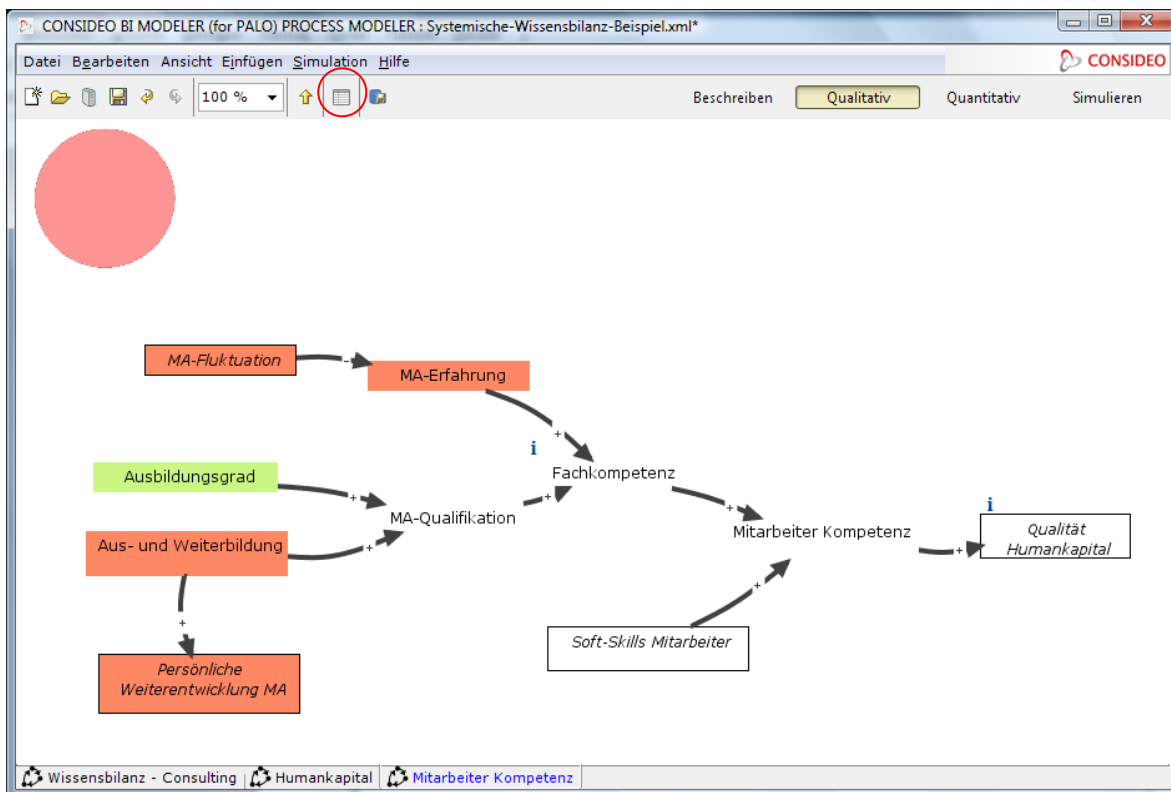 CONSIDEO BI MODELER (for PALO) PROCESS MODELER : Systemische-Wissensbilanz-Beispiel.xml*
Datei Bearbeiten Ansicht Einfügen Simulation Hilfe
CONSIDEO
100 %
Beschreiben Qualitativ Quantitativ Simulieren
MA-Fluktuation
-
MA-Erfahrung
+
i
Fachkompetenz
Ausbildungsgrad
+
+
MA-Qualifikation
+
i
Mitarbeiter Kompetenz
Qualität
Humankapital
Aus- und Weiterbildung
+
+
+
+
Soft-Skills Mitarbeiter
Persönliche
Weiterentwicklung MA
Wissensbilanz - Consulting Humankapital Mitarbeiter Kompetenz